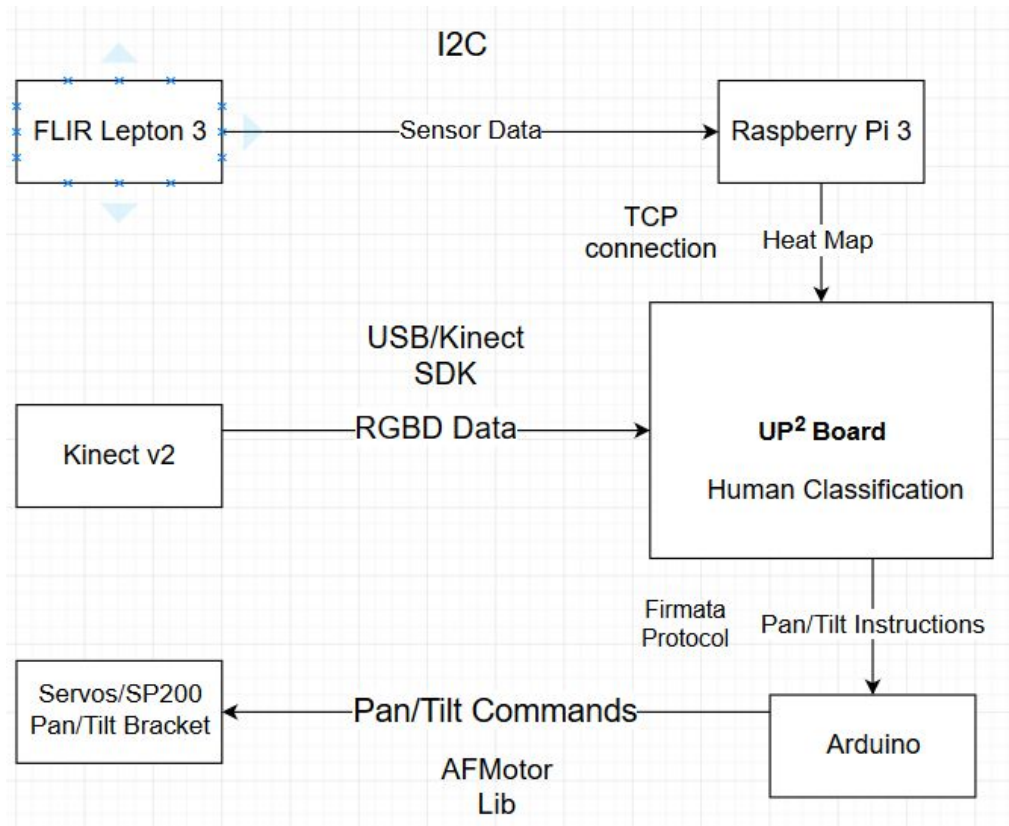 I2C
FLIR Lepton 3
Sensor Data
Raspberry Pi 3
TCP
connection
Heat Map
USB/Kinect
SDK
RGBD Data
Kinect v2
UP² Board
Human Classification
Firmata
Protocol
Pan/Tilt Instructions
Servos/SP200
Pan/Tilt Bracket
Pan/Tilt Commands
Arduino
AFMotor
Lib